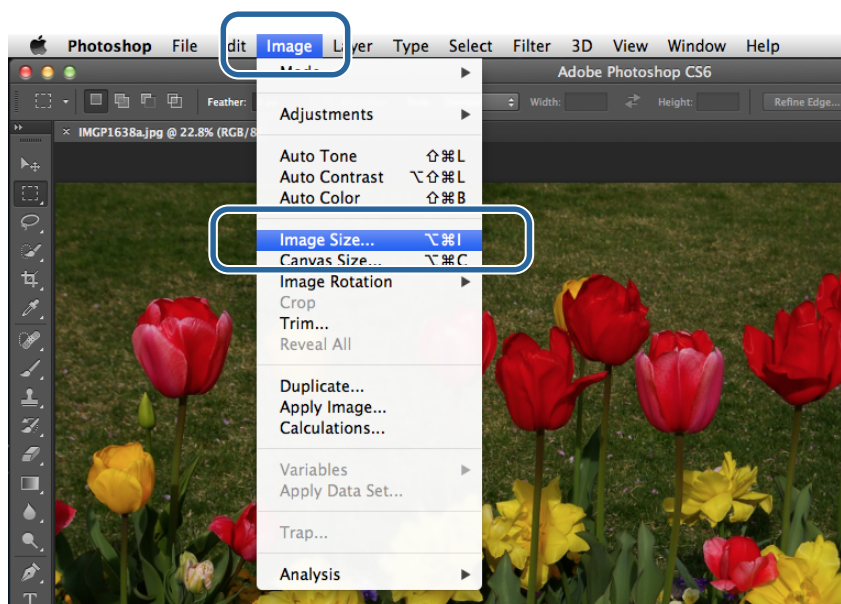 Photoshop File Edit Image Layer Type Select Filter 3D View Window Help
Adobe Photoshop CS6
Feather: Width: Height: Refine Edge...
× IMGP1638a.jpg @ 22.8% (RGB/8
Mode
Adjustments
Auto Tone ⇧⌘L
Auto Contrast ⌥⇧⌘L
Auto Color ⇧⌘B
Image Size... ⌥⌘I
Canvas Size... ⌥⌘C
Image Rotation
Crop
Trim...
Reveal All
Duplicate...
Apply Image...
Calculations...
Variables
Apply Data Set...
Trap...
Analysis
T